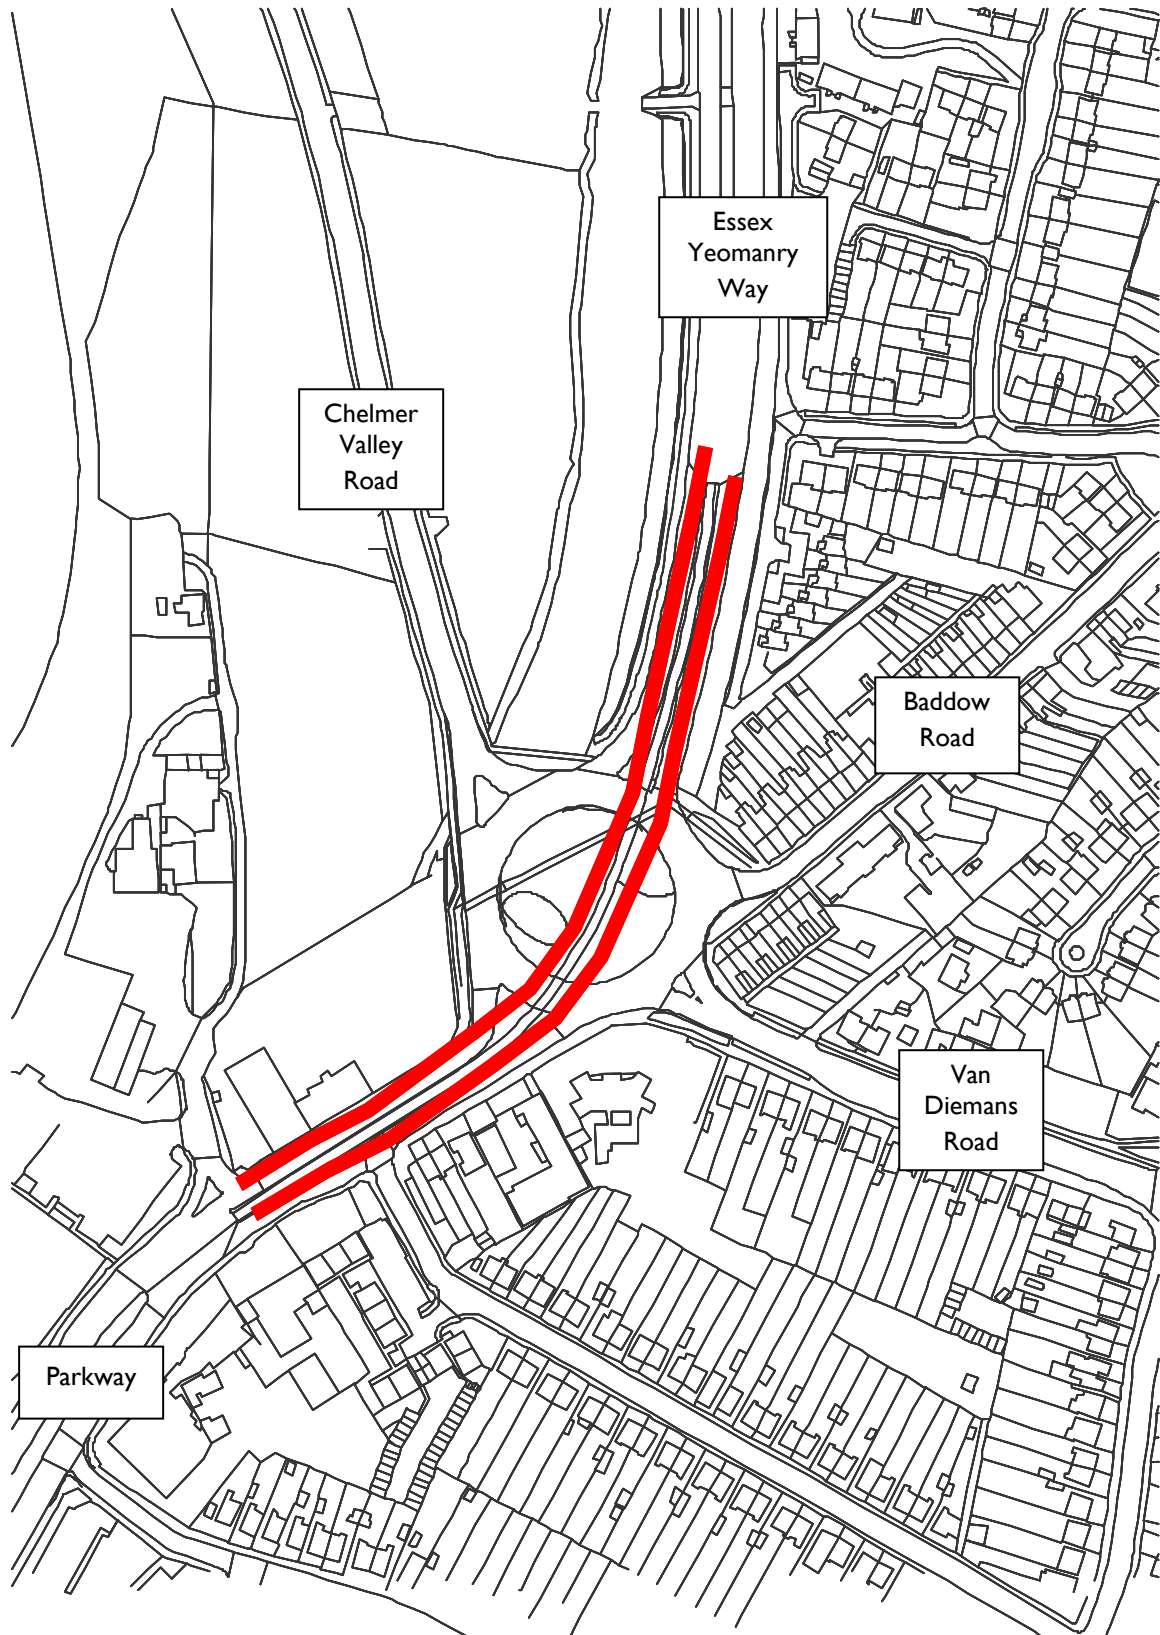 Essex
Yeomanry
Way
Chelmer
Valley
Road
Baddow
Road
Van
Diemans
Road
Parkway